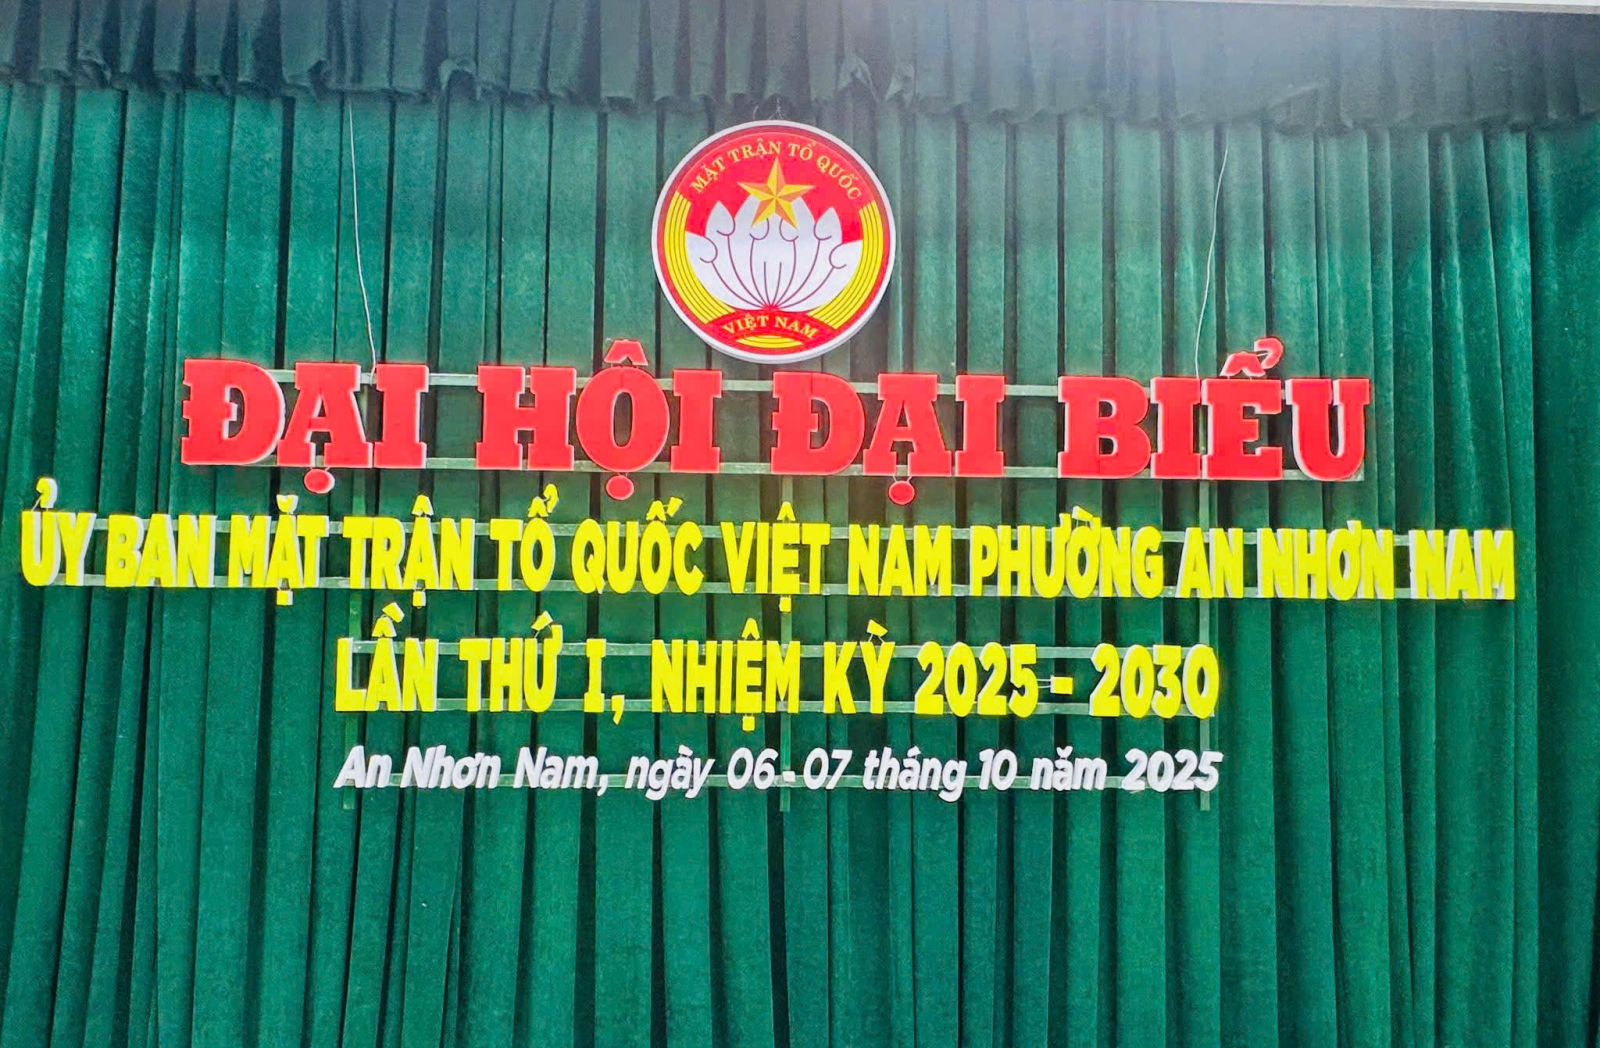 MẶT TRẬN TỔ QUỐC
VIỆT NAM
ĐẠI HỘI ĐẠI BIỂU
ỦY BAN MẶT TRẬN TỔ QUỐC VIỆT NAM PHƯỜNG AN NHƠN NAM
LẦN THỨ I, NHIỆM KỲ 2025 - 2030
An Nhơn Nam, ngày 06 - 07 tháng 10 năm 2025